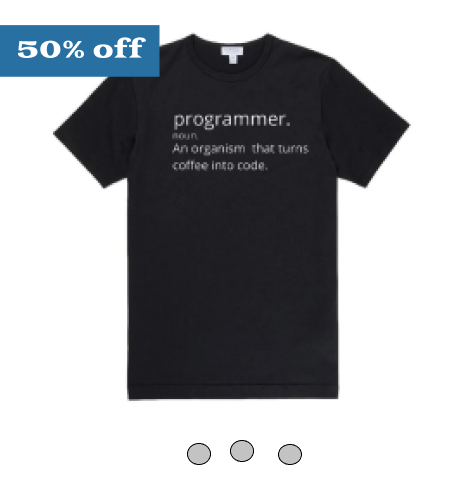 50% off
programmer.
noun.
An organism that turns
coffee into code.